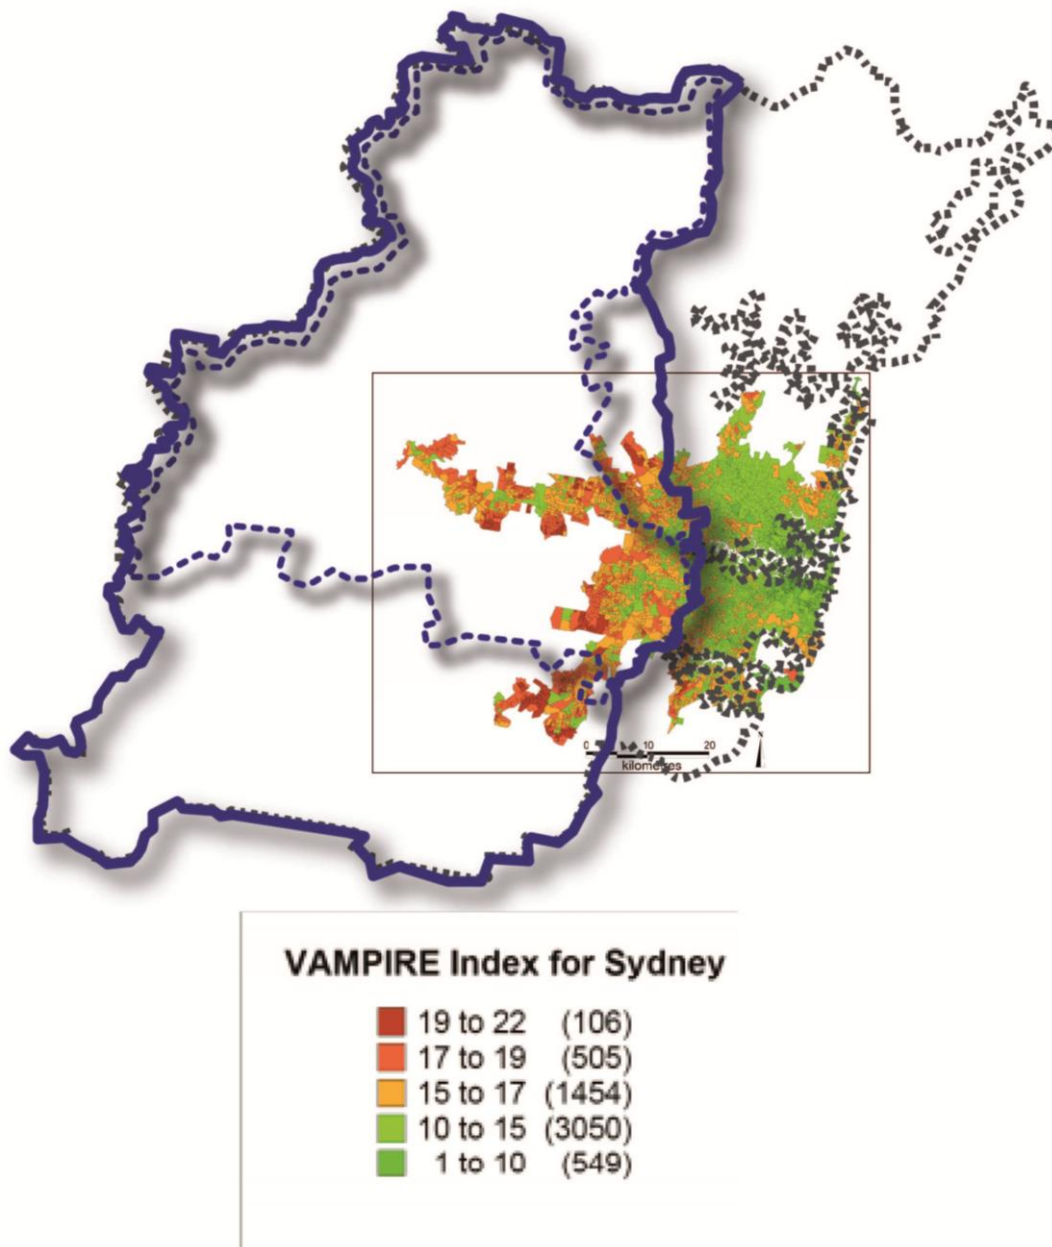 0 10 20
kilometres
VAMPIRE Index for Sydney
19 to 22 (106)
17 to 19 (505)
15 to 17 (1454)
10 to 15 (3050)
1 to 10 (549)